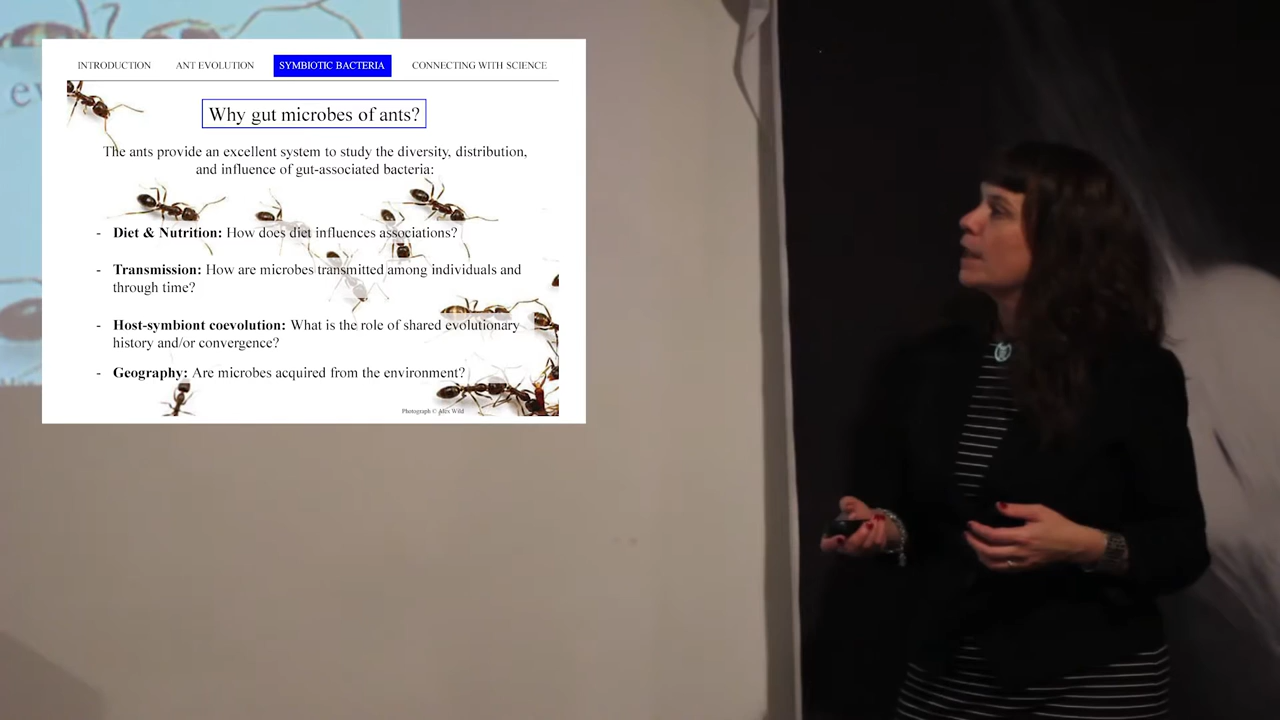 INTRODUCTION ANT EVOLUTION SYMBIOTIC BACTERIA CONNECTING WITH SCIENCE
Why gut microbes of ants?
The ants provide an excellent system to study the diversity, distribution,
and influence of gut-associated bacteria:
- Diet & Nutrition: How does diet influences associations?
- Transmission: How are microbes transmitted among individuals and
through time?
- Host-symbiont coevolution: What is the role of shared evolutionary
history and/or convergence?
- Geography: Are microbes acquired from the environment?
Photograph © Alex Wild